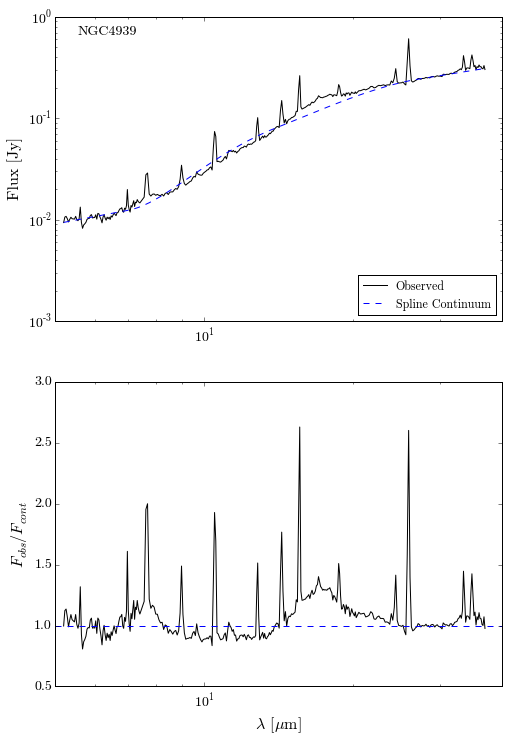 NGC4939
10^0
10^-1
10^-2
10^-3
Flux [Jy]
Observed
Spline Continuum
10^1
3.0
2.5
2.0
1.5
1.0
0.5
F_obs/F_cont
10^1
λ [μm]